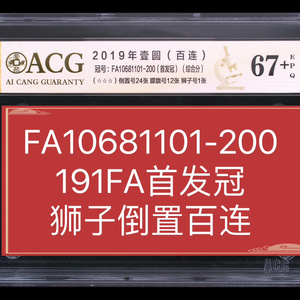 ACG
AI CANG GUARANTY
2019年壹圆(百连)
冠号:FA10681101-200(首发冠)(综合分)
(☆☆☆)倒置号24张 朦胧号12张 狮子号1张
67+
EPQ
FA10681101-200
191FA首发冠
狮子倒置百连
ACG